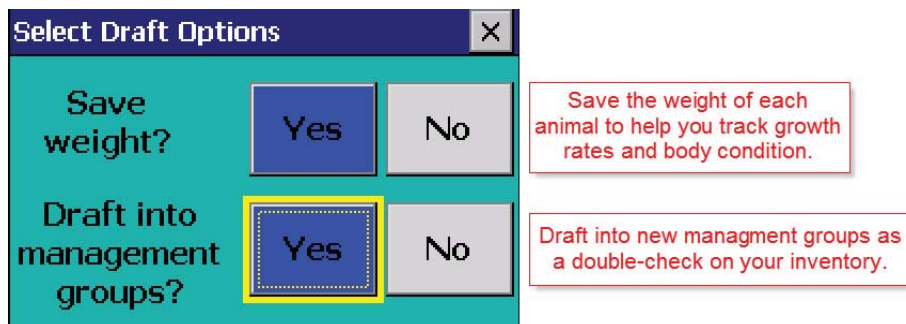 Select Draft Options
X
Save
weight?
Yes
No
Save the weight of each
animal to help you track growth
rates and body condition.
Draft into
management
groups?
Yes
No
Draft into new managment groups as
a double-check on your inventory.